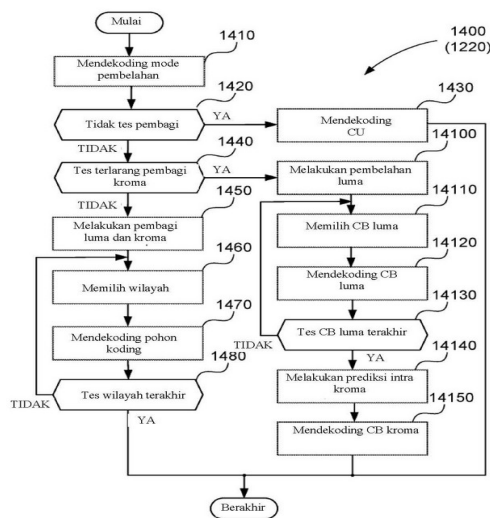 Mulai
1400
(1220)
1410
Mendekoding mode
pembelahan
1420
Tidak tes pembagi
YA
TIDAK
1430
Mendekoding
CU
1440
Tes terlarang pembagi
kroma
YA
TIDAK
14100
Melakukan pembelahan
luma
1450
Melakukan pembagi
luma dan kroma
14110
Memilih CB luma
1460
Memilih wilayah
14120
Mendekoding CB
luma
1470
Mendekoding pohon
koding
14130
Tes CB luma terakhir
TIDAK
YA
1480
Tes wilayah terakhir
TIDAK
YA
14140
Melakukan prediksi intra
kroma
14150
Mendekoding CB kroma
Berakhir